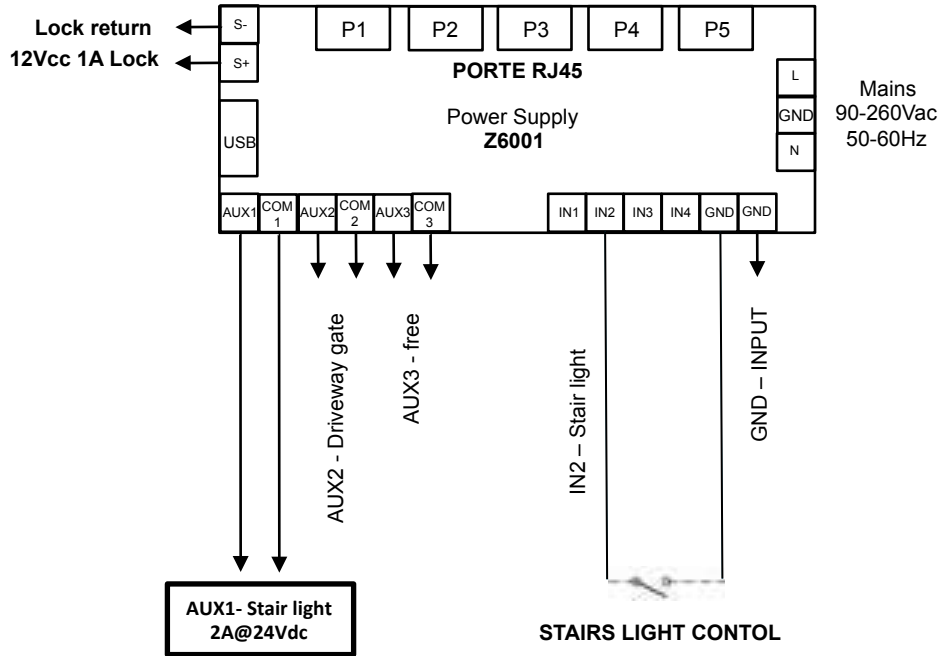 Lock return
12Vcc 1A Lock
S-
S+
USB
P1
P2
P3
P4
P5
PORTE RJ45
Power Supply
Z6001
L
GND
N
Mains
90-260Vac
50-60Hz
AUX1
COM
1
AUX2
COM
2
AUX3
COM
3
IN1
IN2
IN3
IN4
GND
GND
AUX2 - Driveway gate
AUX3 - free
IN2 – Stair light
GND – INPUT
AUX1- Stair light
2A@24Vdc
STAIRS LIGHT CONTOL